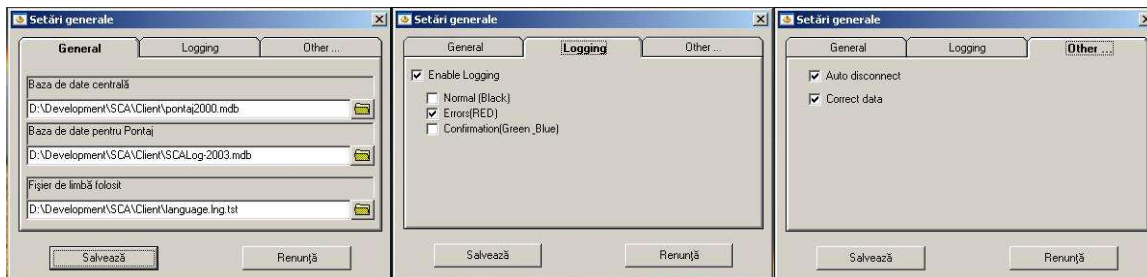 Setări generale
General Logging Other ...
Baza de date centrală
D:\Development\SCA\Client\pontaj2000.mdb
Baza de date pentru Pontaj
D:\Development\SCA\Client\SCALog-2003.mdb
Fişier de limbă folosit
D:\Development\SCA\Client\language.lng.tst
Salvează Renunţă
Setări generale
General Logging Other ...
Enable Logging
Normal (Black)
Errors(RED)
Confirmation(Green_Blue)
Salvează Renunţă
Setări generale
General Logging Other ...
Auto disconnect
Correct data
Salvează Renunţă